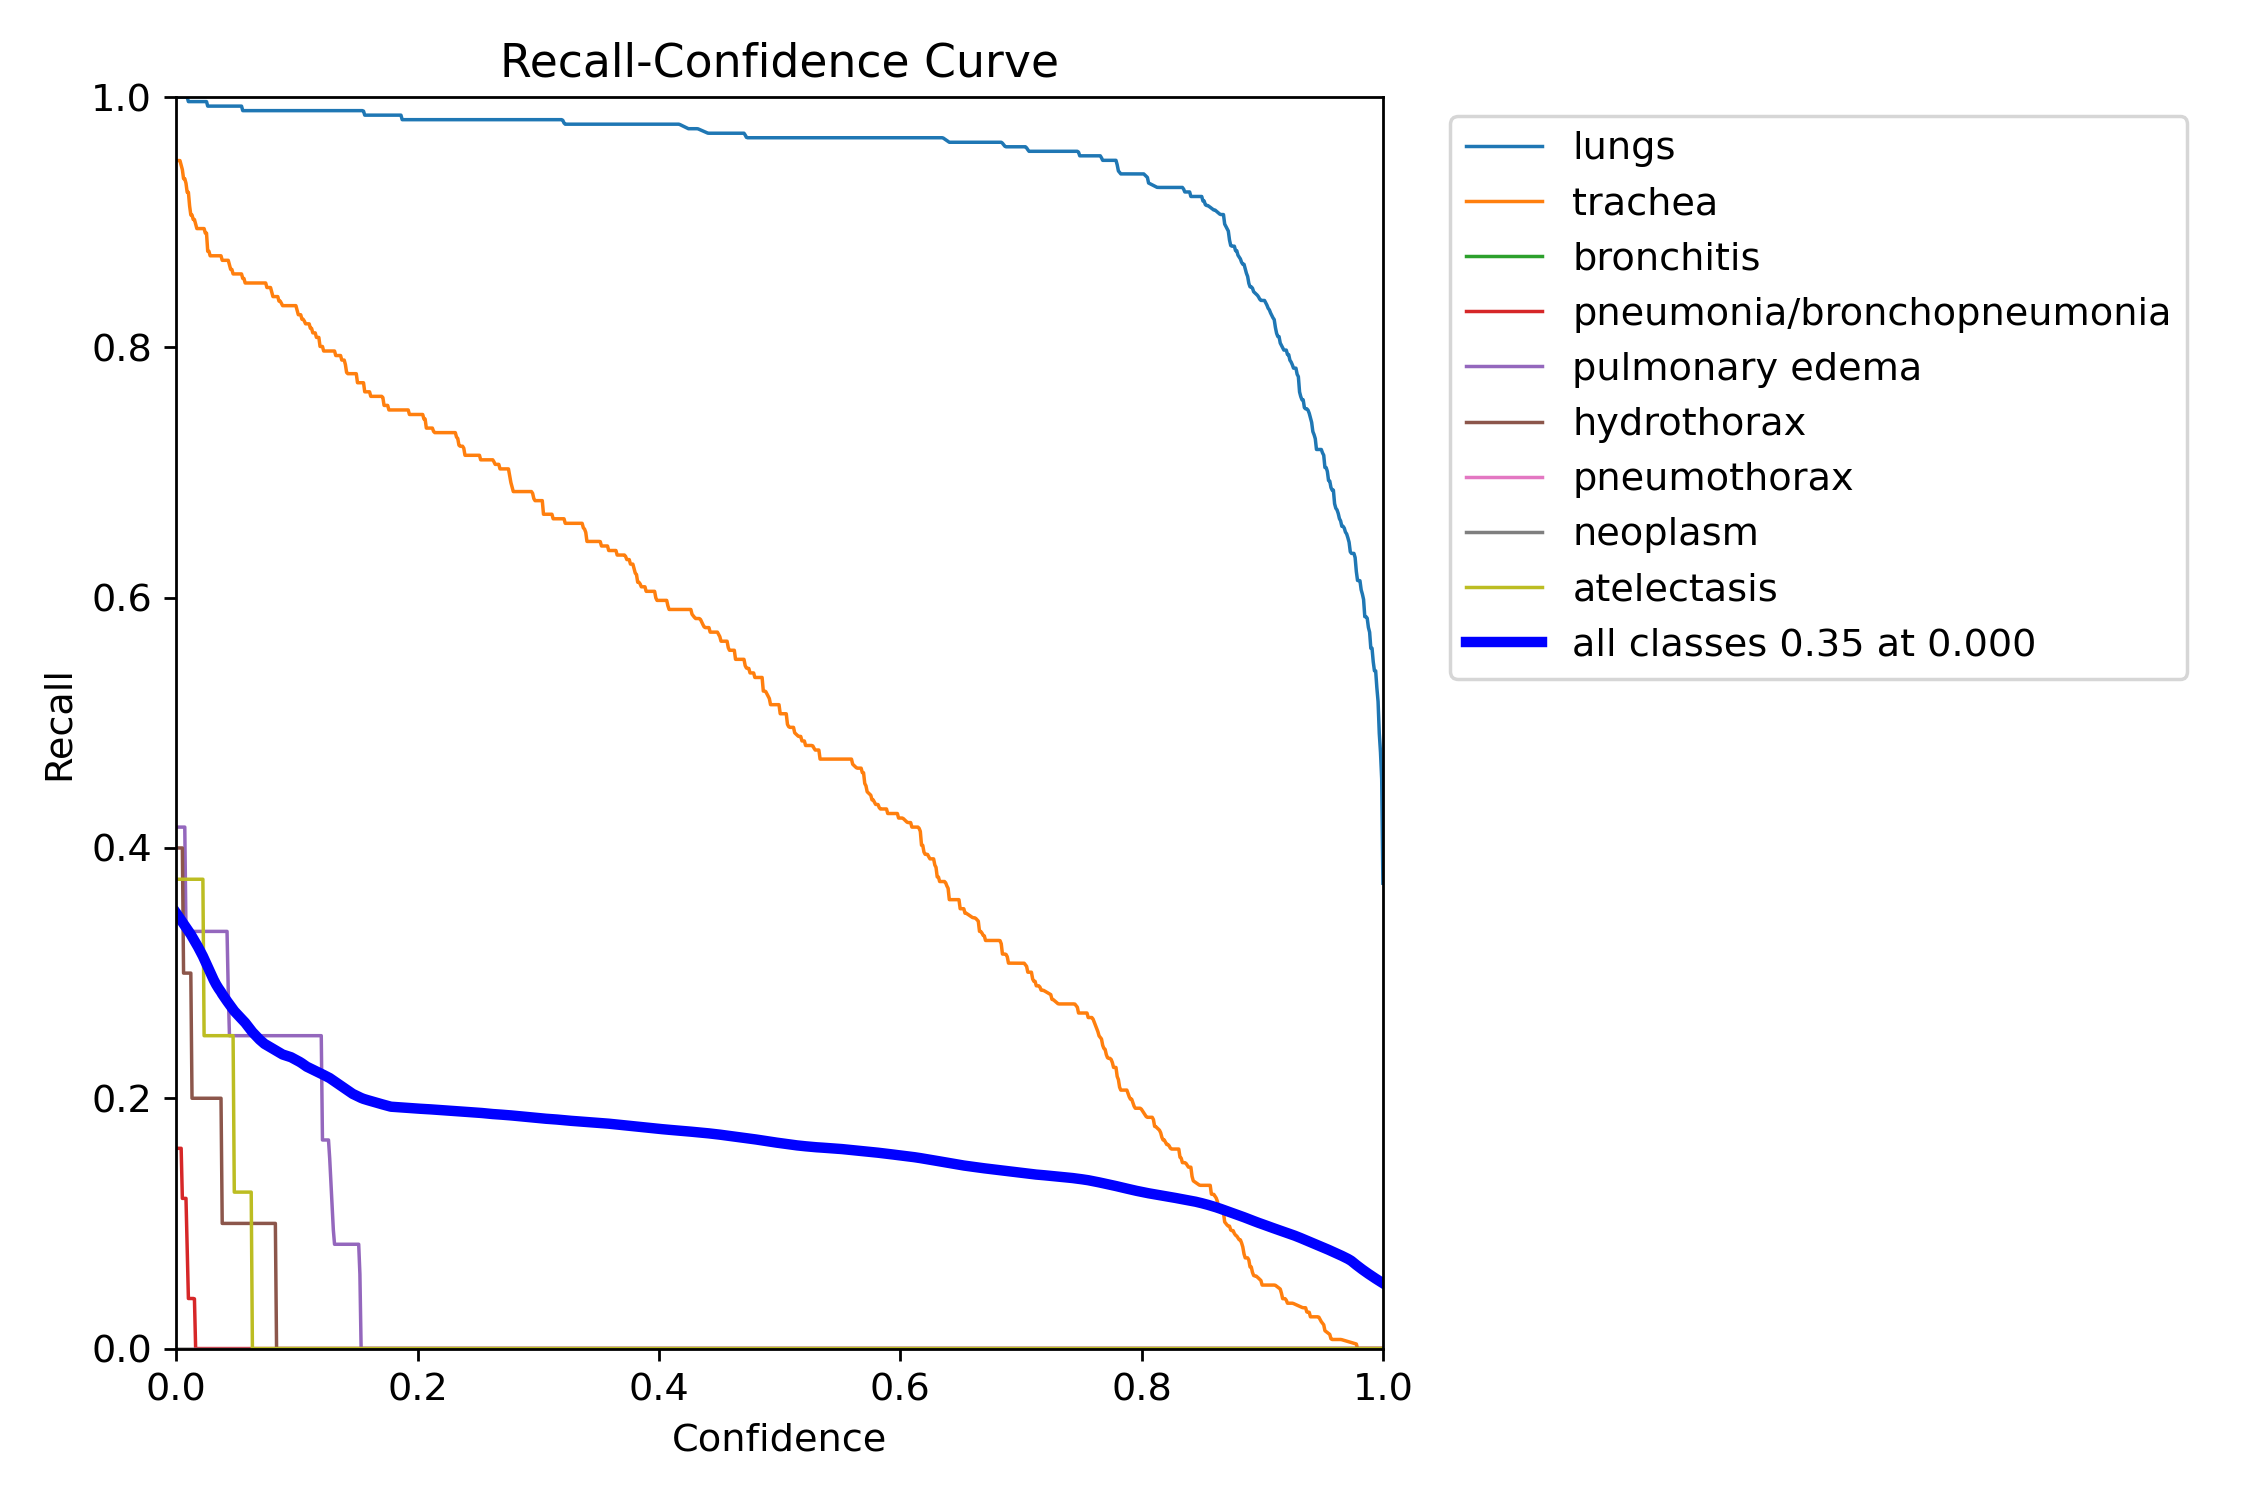 Recall-Confidence Curve
1.0
0.8
0.6
0.4
0.2
0.0
Recall
0.0 0.2 0.4 0.6 0.8 1.0
Confidence
lungs
trachea
bronchitis
pneumonia/bronchopneumonia
pulmonary edema
hydrothorax
pneumothorax
neoplasm
atelectasis
all classes 0.35 at 0.000